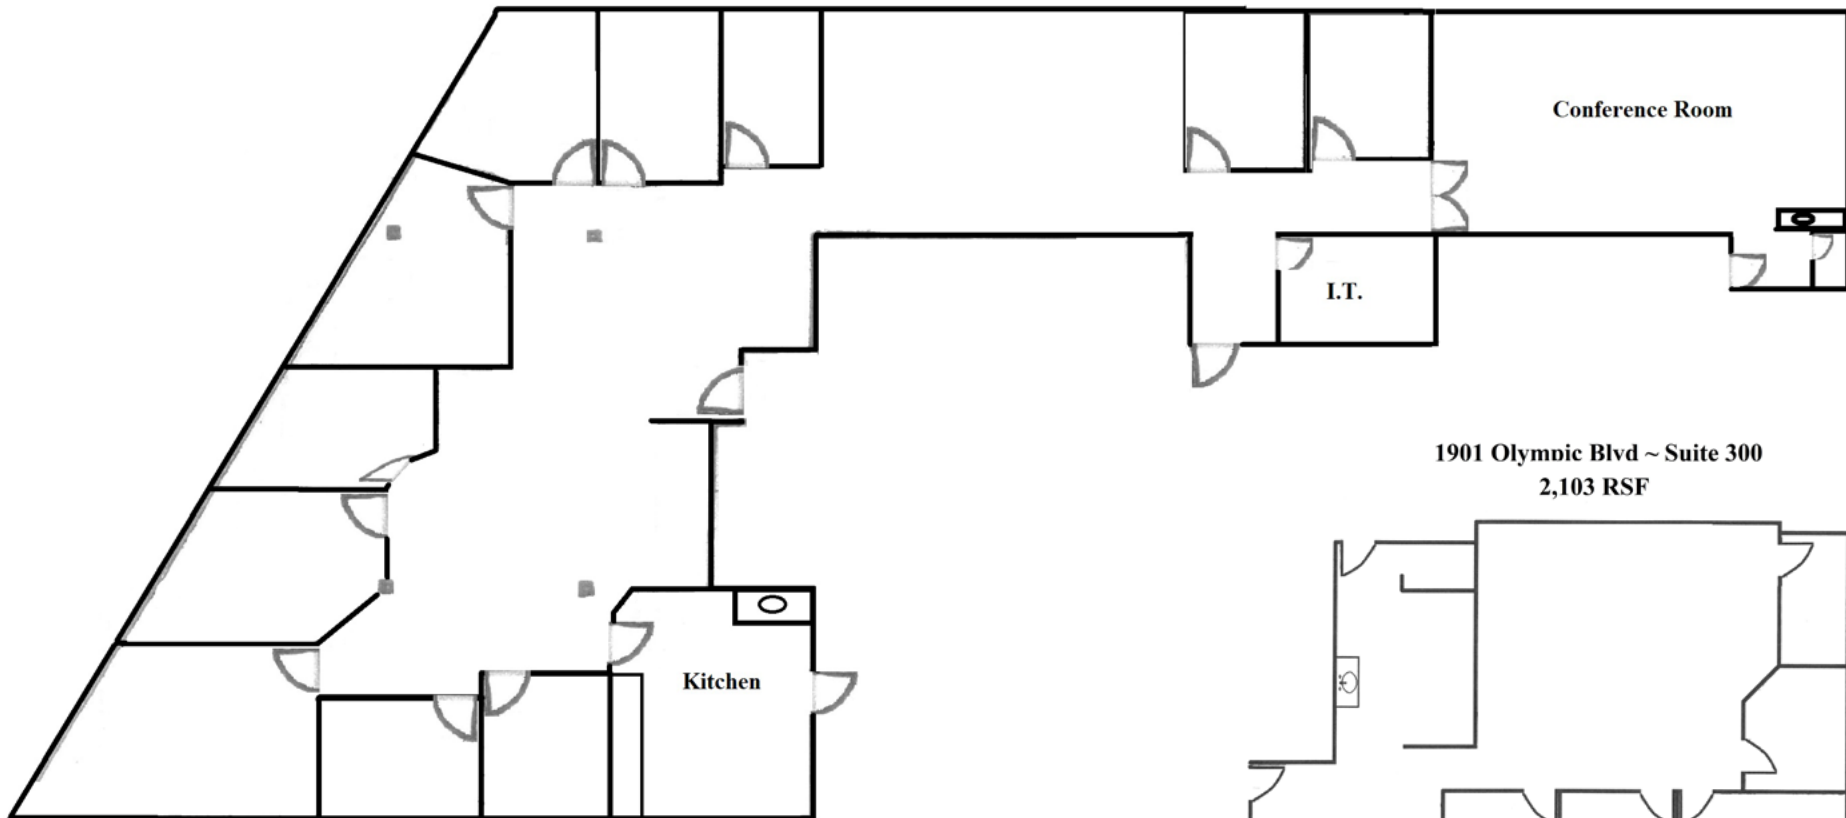 Conference Room
I.T.
1901 Olympic Blvd ~ Suite 300
2,103 RSF
Kitchen